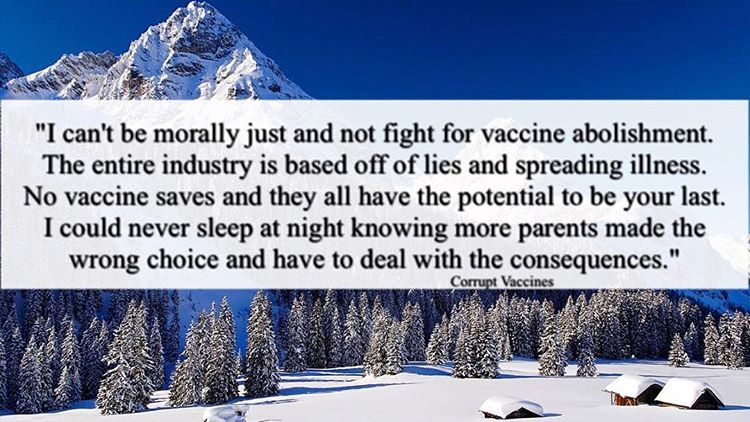 "I can't be morally just and not fight for vaccine abolishment.
The entire industry is based off of lies and spreading illness.
No vaccine saves and they all have the potential to be your last.
I could never sleep at night knowing more parents made the
wrong choice and have to deal with the consequences."
Corrupt Vaccines